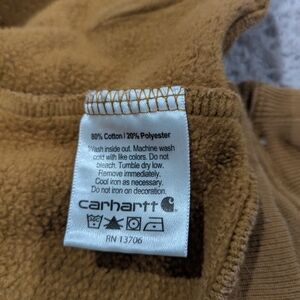 80% Cotton / 20% Polyester
Wash inside out. Machine wash
cold with like colors. Do not
bleach. Tumble dry low.
Remove immediately.
Cool iron as necessary.
Do not iron on decoration.
carhartt
RN 13706